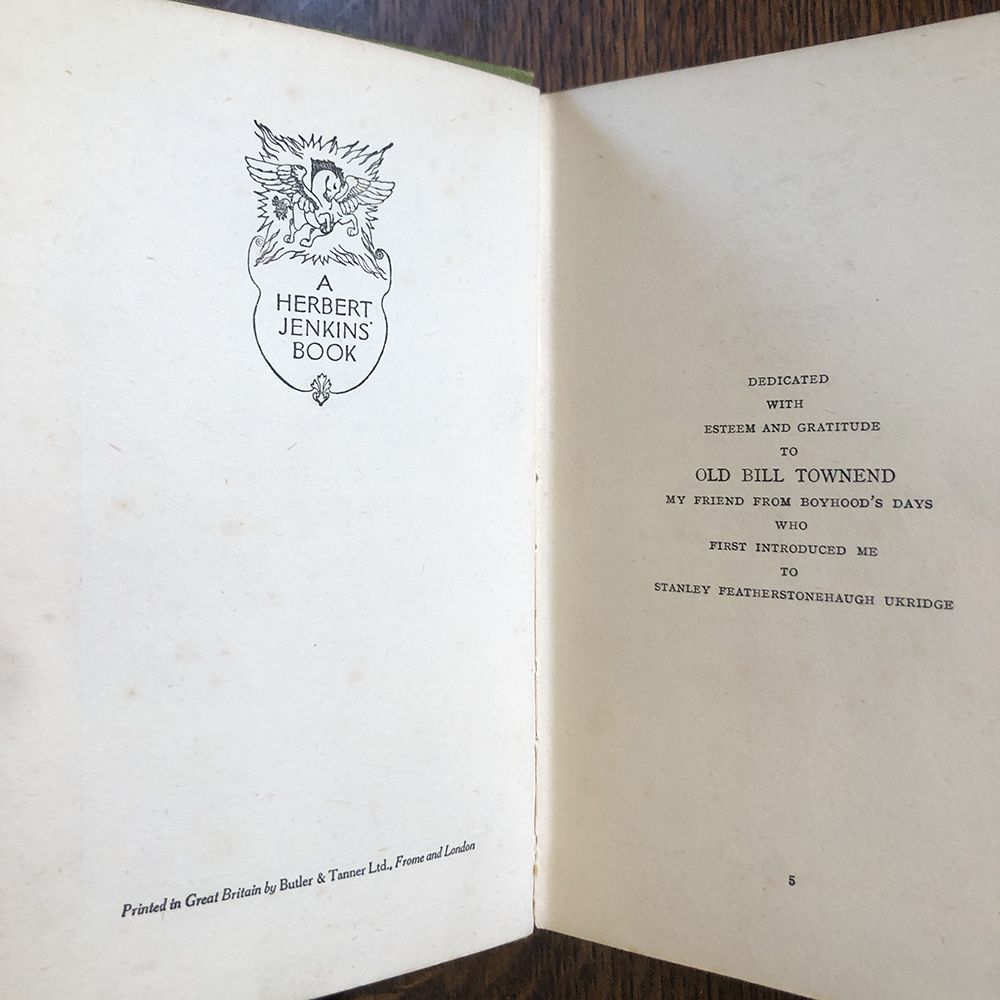 A
HERBERT
JENKINS'
BOOK
Printed in Great Britain by Butler & Tanner Ltd., Frome and London
DEDICATED
WITH
ESTEEM AND GRATITUDE
TO
OLD BILL TOWNEND
MY FRIEND FROM BOYHOOD'S DAYS
WHO
FIRST INTRODUCED ME
TO
STANLEY FEATHERSTONEHAUGH UKRIDGE
5